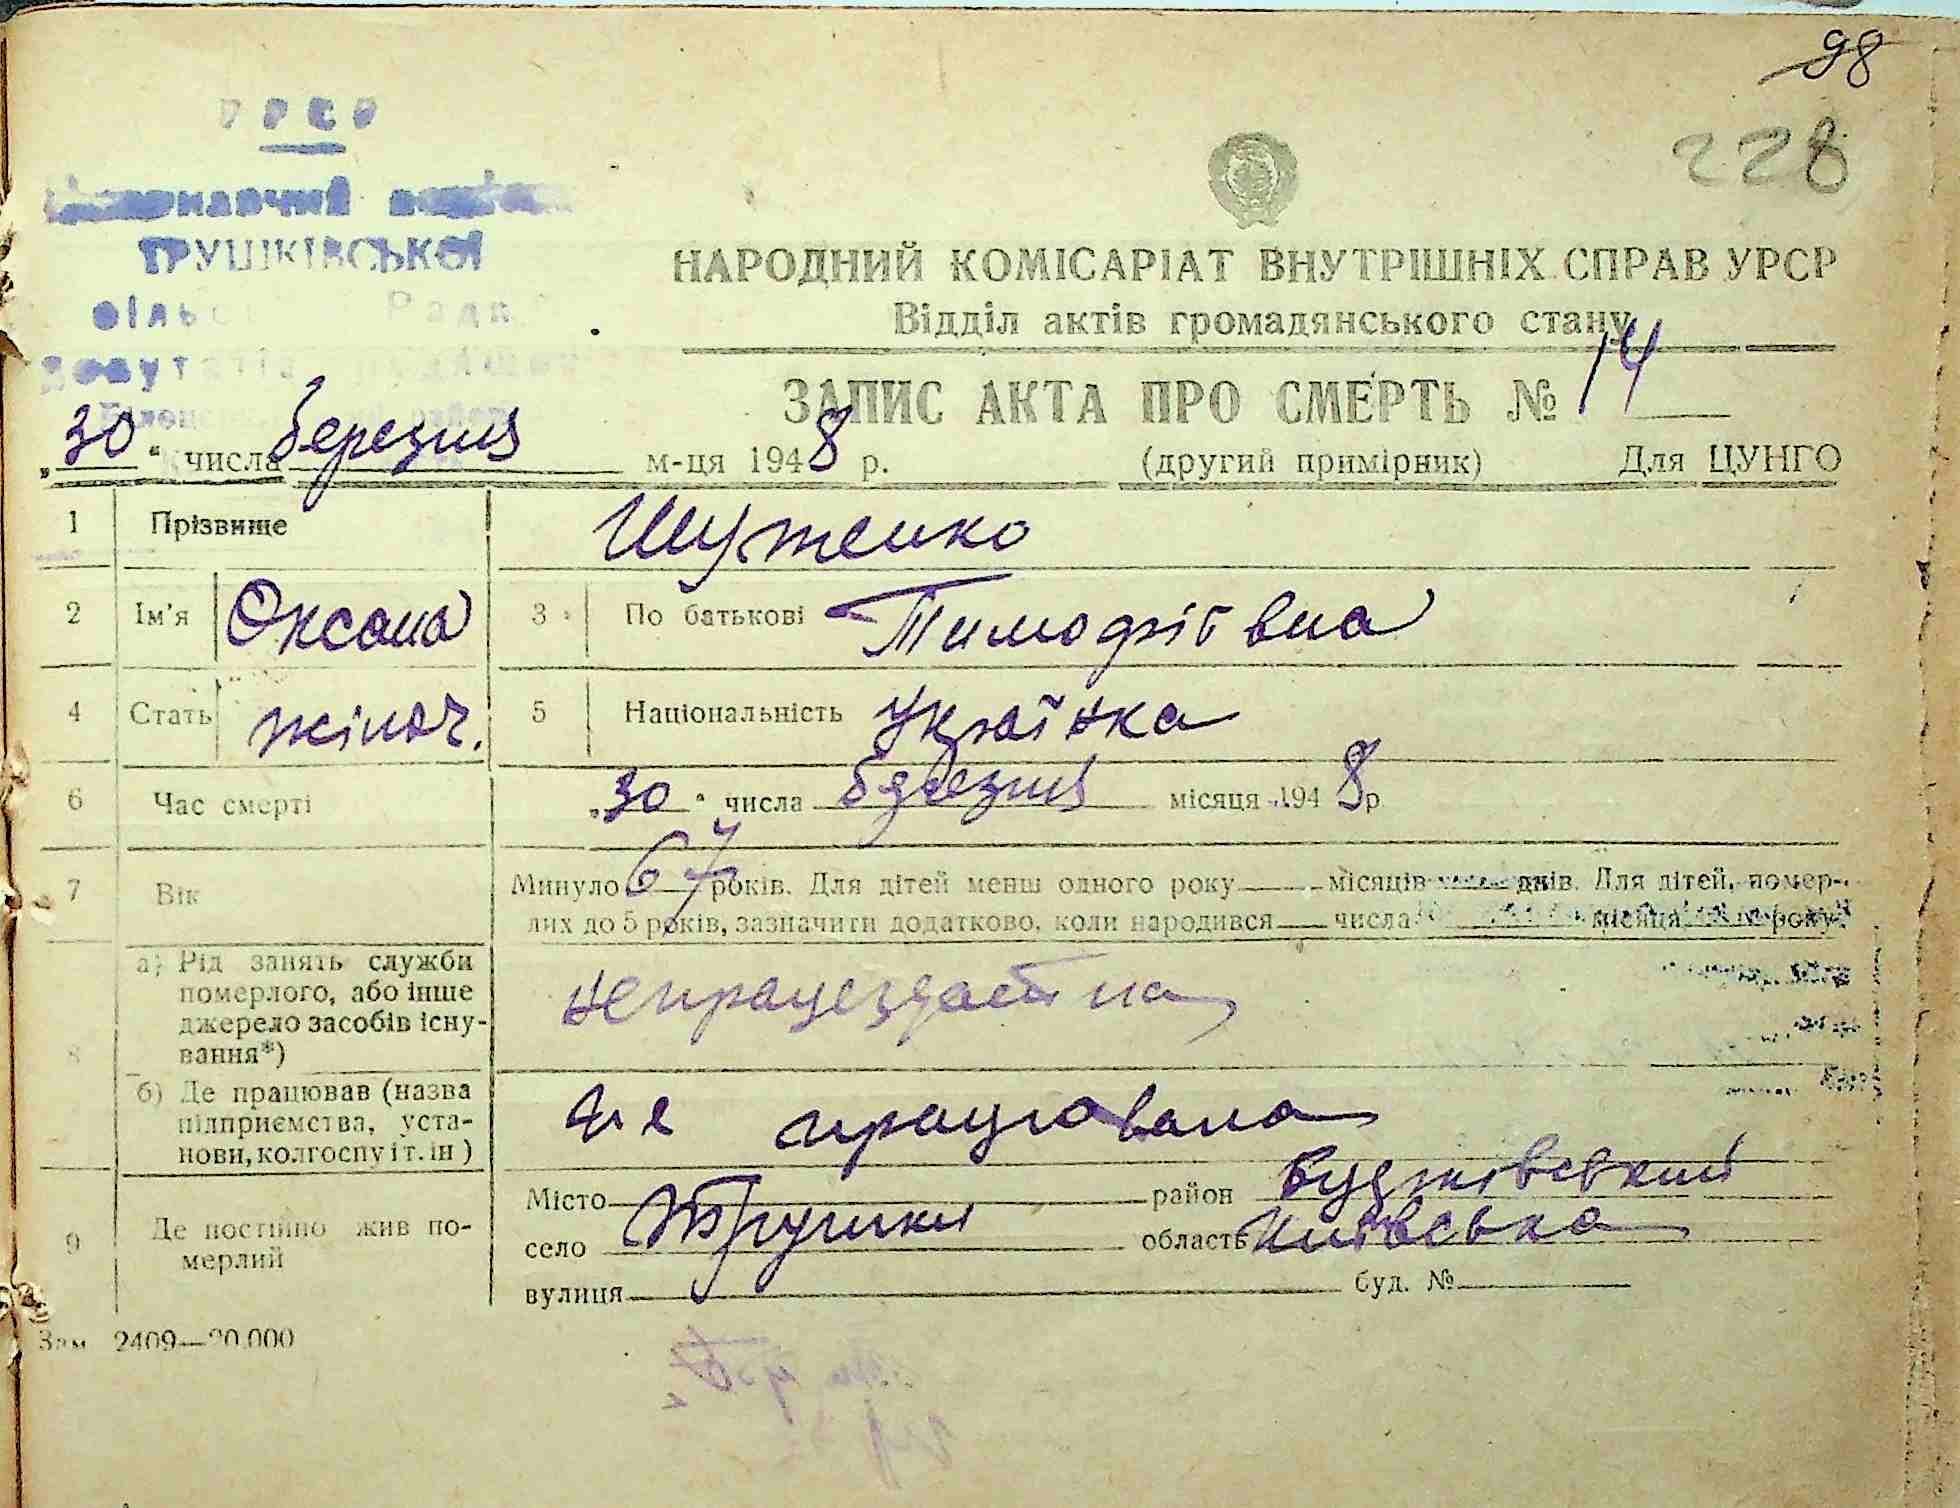 98
228
УРСР
ТРУШКІВСЬКОЇ
НАРОДНИЙ КОМІСАРІАТ ВНУТРІШНІХ СПРАВ УРСР
Відділ актів громадянського стану
ЗАПИС АКТА ПРО СМЕРТЬ № 14
„30“ числа березня м-ця 1948 р. (другий примірник) Для ЦУНГО
1 Прізвище Шутенко
2 Ім'я Оксана 3 По батькові Тимофіївна
4 Стать жіноч. 5 Національність Українка
6 Час смерті „30“ числа березня місяця 1948 р.
7 Вік Минуло 67 років. Для дітей менш одного року місяців днів. Для дітей, помер-
лих до 5 років, зазначити додатково, коли народився числа місяця року
8 а) Рід занять служби
померлого, або інше
джерело засобів існу-
вання*)
непрацездатна
б) Де працював (назва
підприємства, уста-
нови, колгоспу і т. ін)
не працювала
9 Де постійно жив по-
мерлий
Місто район
село Трушки область Київська
вулиця буд. №
Зам 2409—20.000